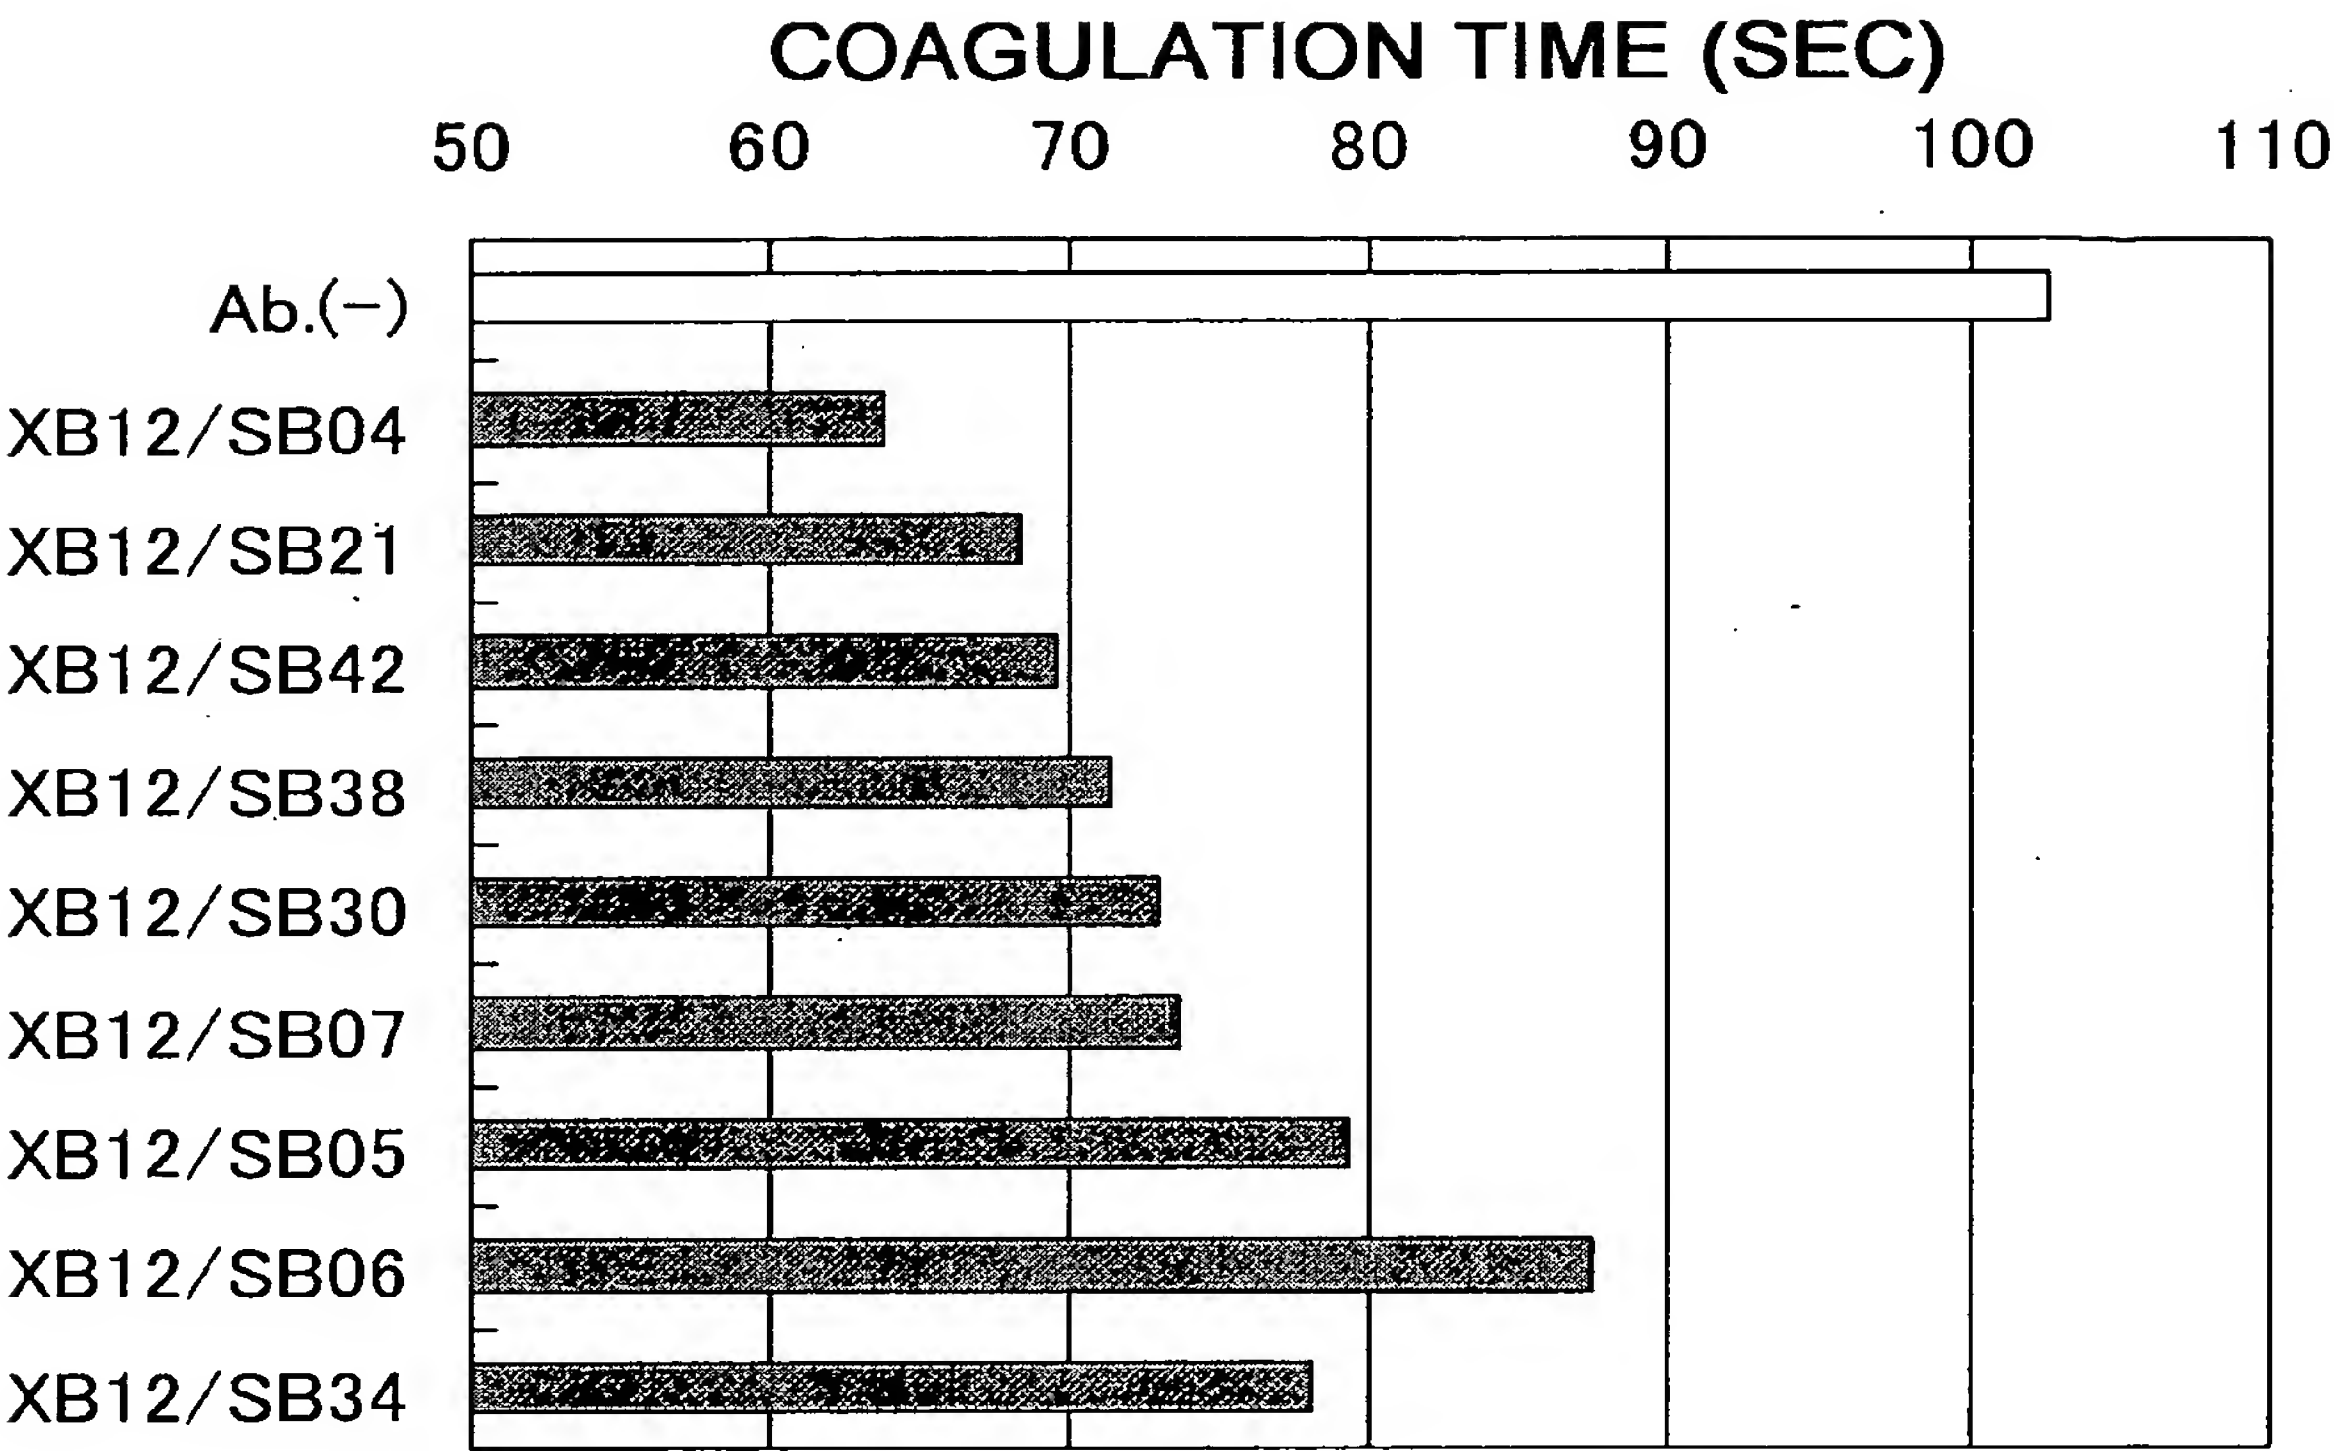 COAGULATION TIME (SEC)
50 60 70 80 90 100 110
Ab.(-)
XB12/SB04
XB12/SB21
XB12/SB42
XB12/SB38
XB12/SB30
XB12/SB07
XB12/SB05
XB12/SB06
XB12/SB34